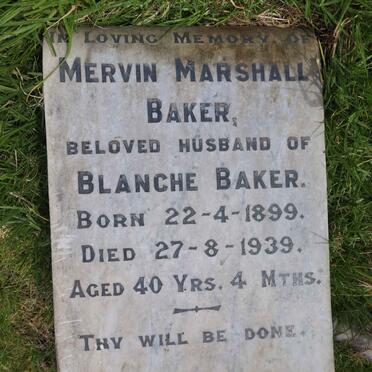 In Loving Memory of
Mervin Marshall
Baker,
beloved husband of
Blanche Baker.
Born 22-4-1899.
Died 27-8-1939.
Aged 40 Yrs. 4 Mths.
Thy will be done.